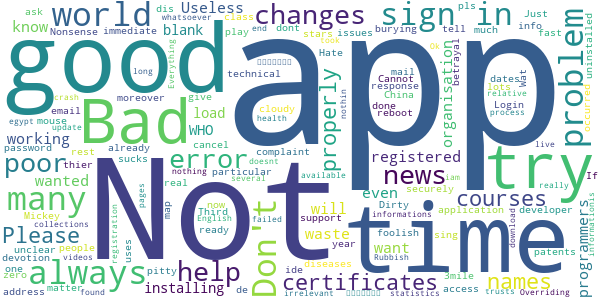 ask
world
changes
Useless
sign in
dis
whatsoever
class
pls
Just
info
know
good
app
stars
issues
dont
much
fast
play
end
tell
Nonsense
immediate
blank
Hate
look
ok
burying
betrayal
problem
uninstalled
occurred
Everything
long
technical
mail
dates
Wat
crash
moreover
give
Bad
cloudy
Cannot
response
lots
email
mouse
load
health
China
done
Login
relative
egypt
update
WHO
properly
reboot
process
working
error
organisation
password
already
cancel
complaint
live
poor
rest
nothin
try
thier
sucks
Not
particular
registered
If
nothing
doesnt
really
many
wanted
real
several
news
available
iam
Mickey
now
will
even
securely
courses
collections
map
Third
English
Don't
Dirty
application
developer
Please
registration
pages
ready
failed
support
informations
time
download
programmers
informationis
unclear
people
uses
waste
year
foolish
sing
patents
devotion
videos
help
diseases
want
one
pitty
names
zero
always
certificates
3mile
address
matter
found
installing
ide
de
irrelevant
Rubbish
statistics
access
trusts
Overriding